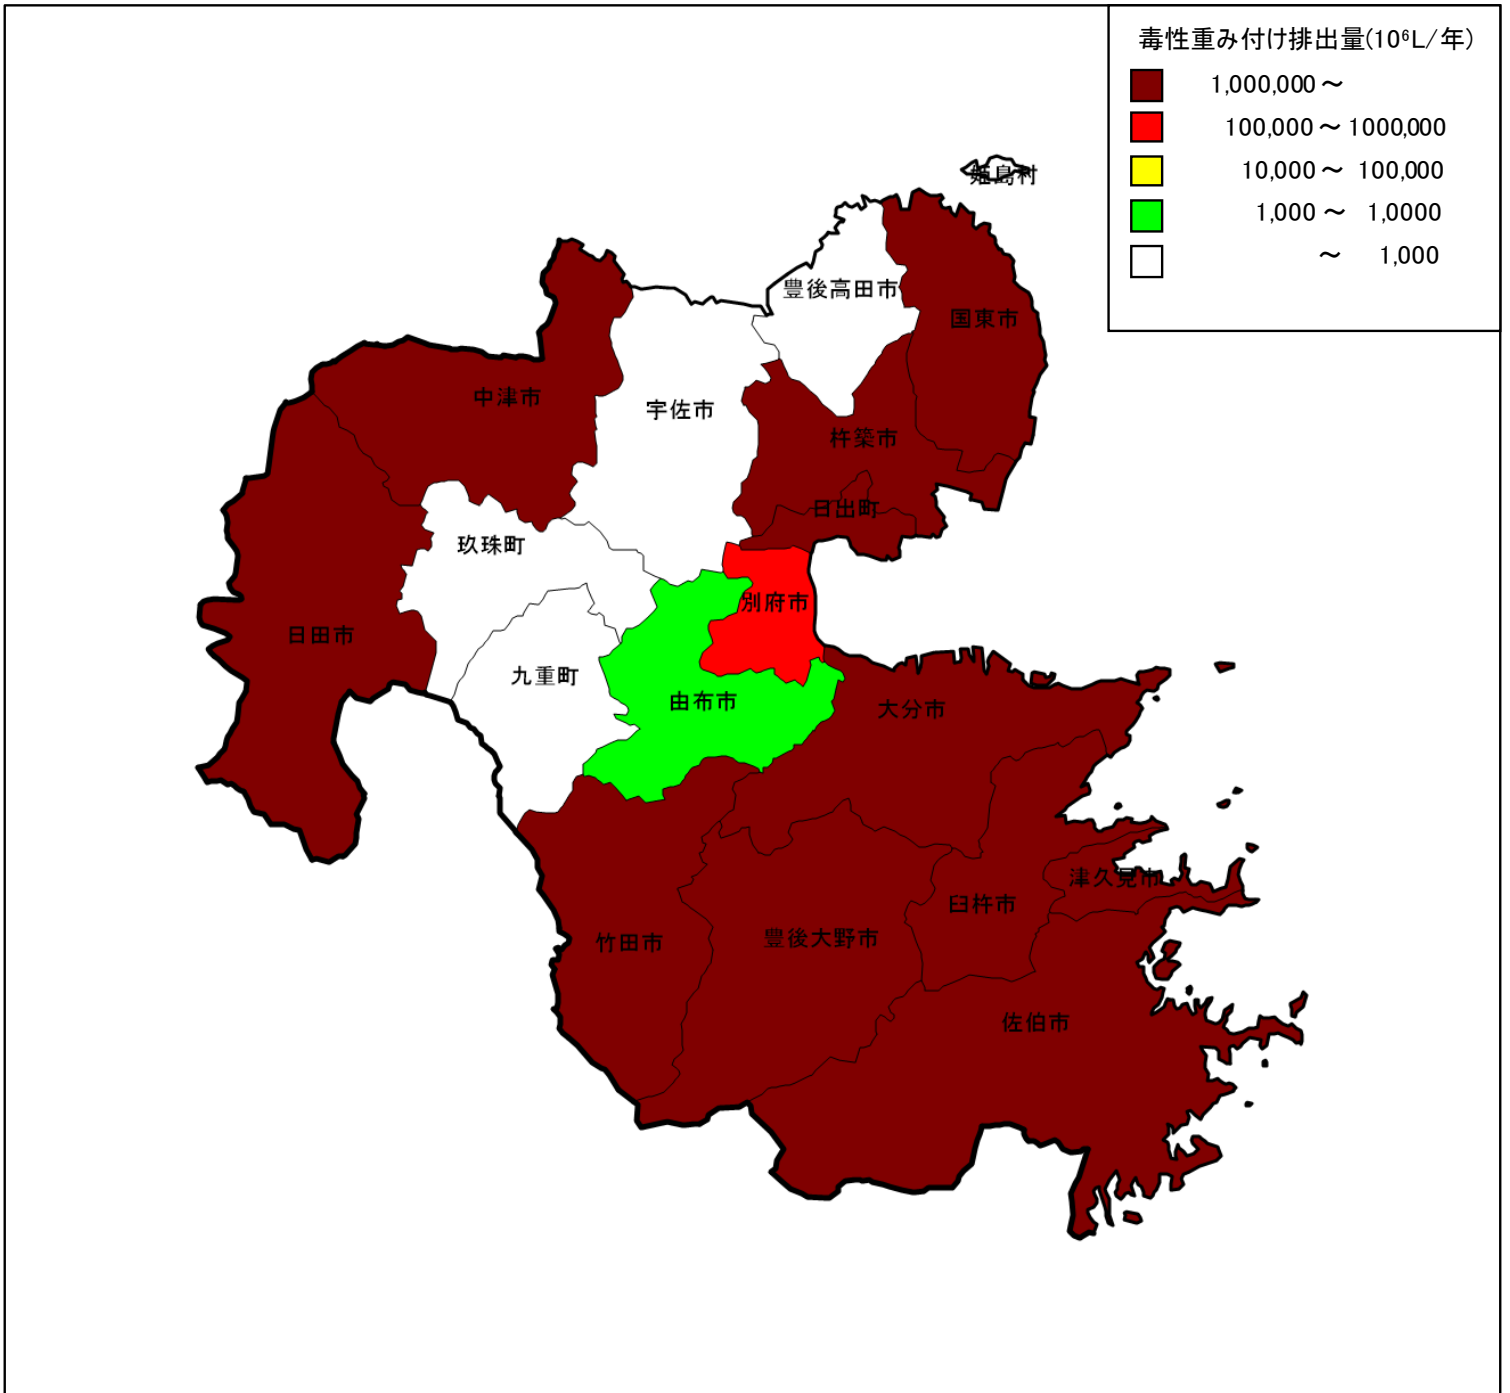 毒性重み付け排出量(10⁶L/年)
1,000,000～
100,000～1000,000
10,000～ 100,000
1,000～ 1,0000
～ 1,000
姫島村
豊後高田市
国東市
中津市
宇佐市
杵築市
日出町
玖珠町
別府市
日田市
九重町
由布市
大分市
津久見市
臼杵市
竹田市
豊後大野市
佐伯市